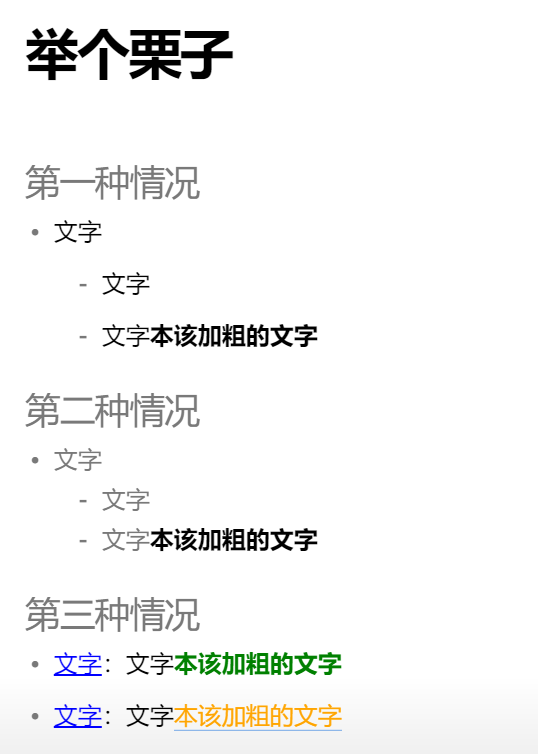 举个栗子
第一种情况
• 文字
- 文字
- 文字本该加粗的文字
第二种情况
• 文字
- 文字
- 文字本该加粗的文字
第三种情况
• 文字：文字本该加粗的文字
• 文字：文字本该加粗的文字